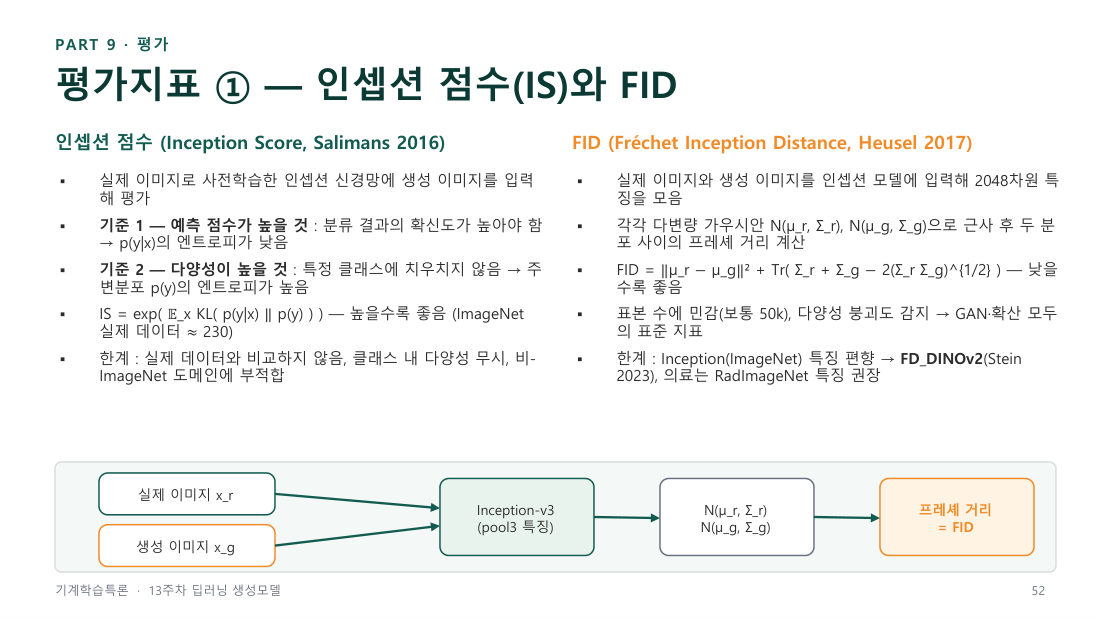 PART 9 · 평가
평가지표 ① — 인셉션 점수(IS)와 FID
인셉션 점수 (Inception Score, Salimans 2016)
▪ 실제 이미지로 사전학습한 인셉션 신경망에 생성 이미지를 입력
해 평가
▪ 기준 1 — 예측 점수가 높을 것 : 분류 결과의 확신도가 높아야 함
→ p(y|x)의 엔트로피가 낮음
▪ 기준 2 — 다양성이 높을 것 : 특정 클래스에 치우치지 않음 → 주
변분포 p(y)의 엔트로피가 높음
▪ IS = exp( 𝔼_x KL( p(y|x) ‖ p(y) ) ) — 높을수록 좋음 (ImageNet
실제 데이터 ≈ 230)
▪ 한계 : 실제 데이터와 비교하지 않음, 클래스 내 다양성 무시, 비-
ImageNet 도메인에 부적합
FID (Fréchet Inception Distance, Heusel 2017)
▪ 실제 이미지와 생성 이미지를 인셉션 모델에 입력해 2048차원 특
징을 모음
▪ 각각 다변량 가우시안 N(μ_r, Σ_r), N(μ_g, Σ_g)으로 근사 후 두 분
포 사이의 프레셰 거리 계산
▪ FID = ‖μ_r − μ_g‖² + Tr( Σ_r + Σ_g − 2(Σ_r Σ_g)^{1/2} ) — 낮을
수록 좋음
▪ 표본 수에 민감(보통 50k), 다양성 붕괴도 감지 → GAN·확산 모두
의 표준 지표
▪ 한계 : Inception(ImageNet) 특징 편향 → FD_DINOv2(Stein
2023), 의료는 RadImageNet 특징 권장
실제 이미지 x_r
생성 이미지 x_g
Inception-v3
(pool3 특징)
N(μ_r, Σ_r)
N(μ_g, Σ_g)
프레셰 거리
= FID
기계학습특론 · 13주차 딥러닝 생성모델
52